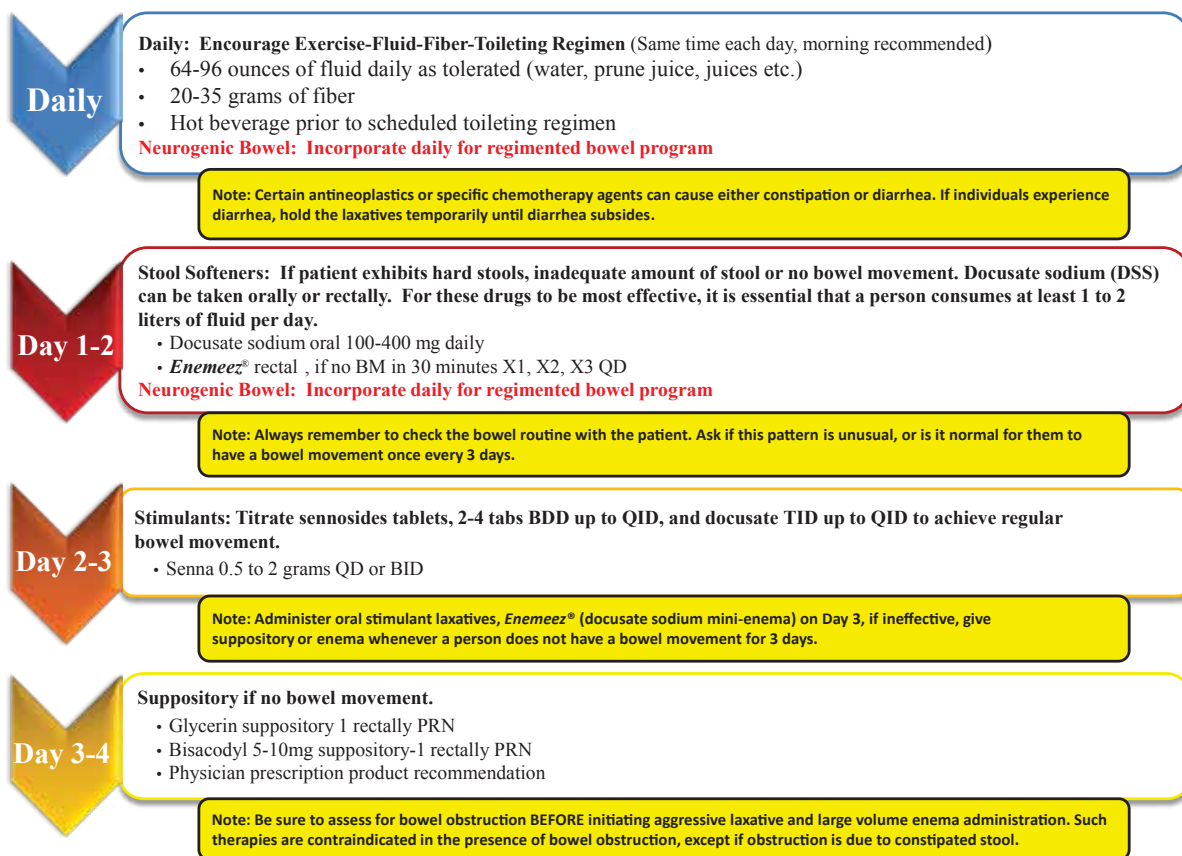 Daily
Daily:  Encourage Exercise-Fluid-Fiber-Toileting Regimen (Same time each day, morning recommended)
• 64-96 ounces of fluid daily as tolerated (water, prune juice, juices etc.)
• 20-35 grams of fiber
• Hot beverage prior to scheduled toileting regimen
Neurogenic Bowel:  Incorporate daily for regimented bowel program
Note: Certain antineoplastics or specific chemotherapy agents can cause either constipation or diarrhea. If individuals experience
diarrhea, hold the laxatives temporarily until diarrhea subsides.
Day 1-2
Stool Softeners:  If patient exhibits hard stools, inadequate amount of stool or no bowel movement. Docusate sodium (DSS)
can be taken orally or rectally.  For these drugs to be most effective, it is essential that a person consumes at least 1 to 2
liters of fluid per day.
• Docusate sodium oral 100-400 mg daily
• Enemeez® rectal , if no BM in 30 minutes X1, X2, X3 QD
Neurogenic Bowel:  Incorporate daily for regimented bowel program
Note: Always remember to check the bowel routine with the patient. Ask if this pattern is unusual, or is it normal for them to
have a bowel movement once every 3 days.
Day 2-3
Stimulants: Titrate sennosides tablets, 2-4 tabs BDD up to QID, and docusate TID up to QID to achieve regular
bowel movement.
• Senna 0.5 to 2 grams QD or BID
Note: Administer oral stimulant laxatives, Enemeez® (docusate sodium mini-enema) on Day 3, if ineffective, give
suppository or enema whenever a person does not have a bowel movement for 3 days.
Day 3-4
Suppository if no bowel movement.
• Glycerin suppository 1 rectally PRN
• Bisacodyl 5-10mg suppository-1 rectally PRN
• Physician prescription product recommendation
Note: Be sure to assess for bowel obstruction BEFORE initiating aggressive laxative and large volume enema administration. Such
therapies are contraindicated in the presence of bowel obstruction, except if obstruction is due to constipated stool.